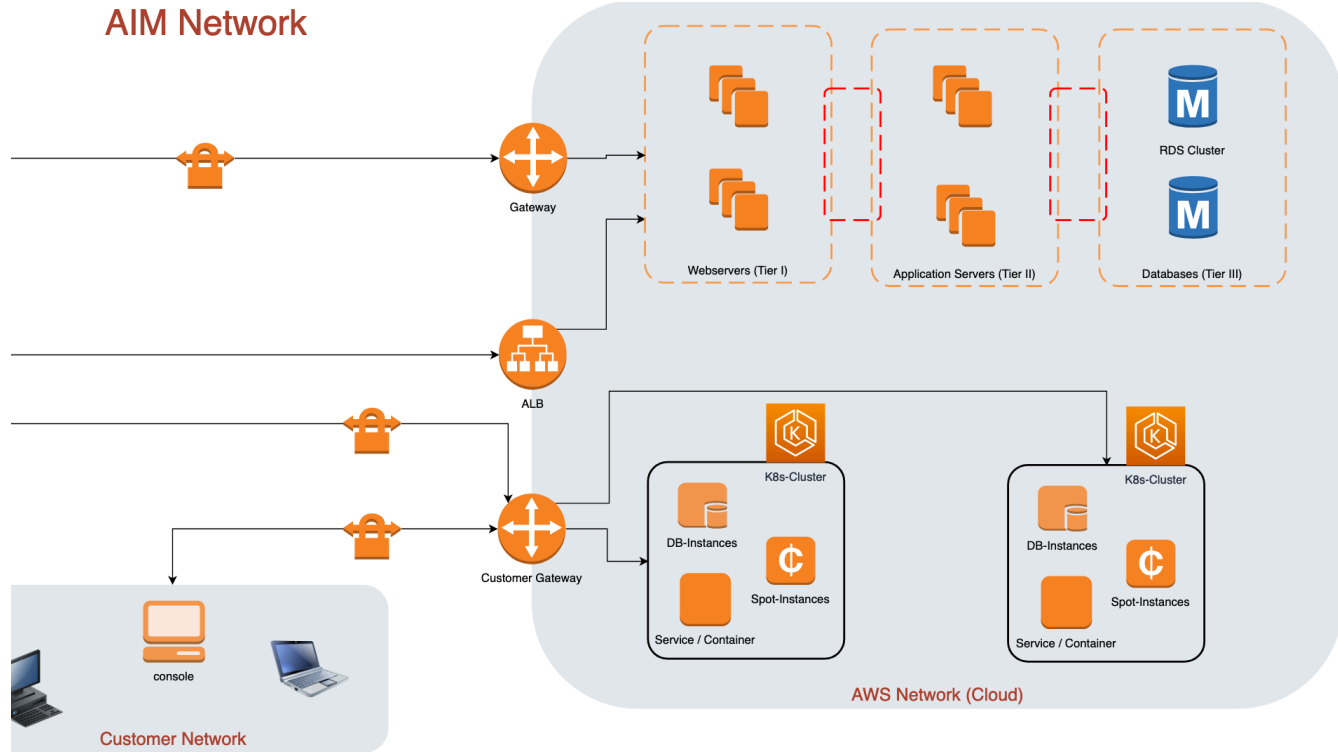 AIM Network
M
RDS Cluster
M
Gateway
Webservers (Tier I)
Application Servers (Tier II)
Databases (Tier III)
ALB
K
K8s-Cluster
K
K8s-Cluster
DB-Instances
DB-Instances
Customer Gateway
Spot-Instances
Spot-Instances
Service / Container
Service / Container
console
AWS Network (Cloud)
Customer Network